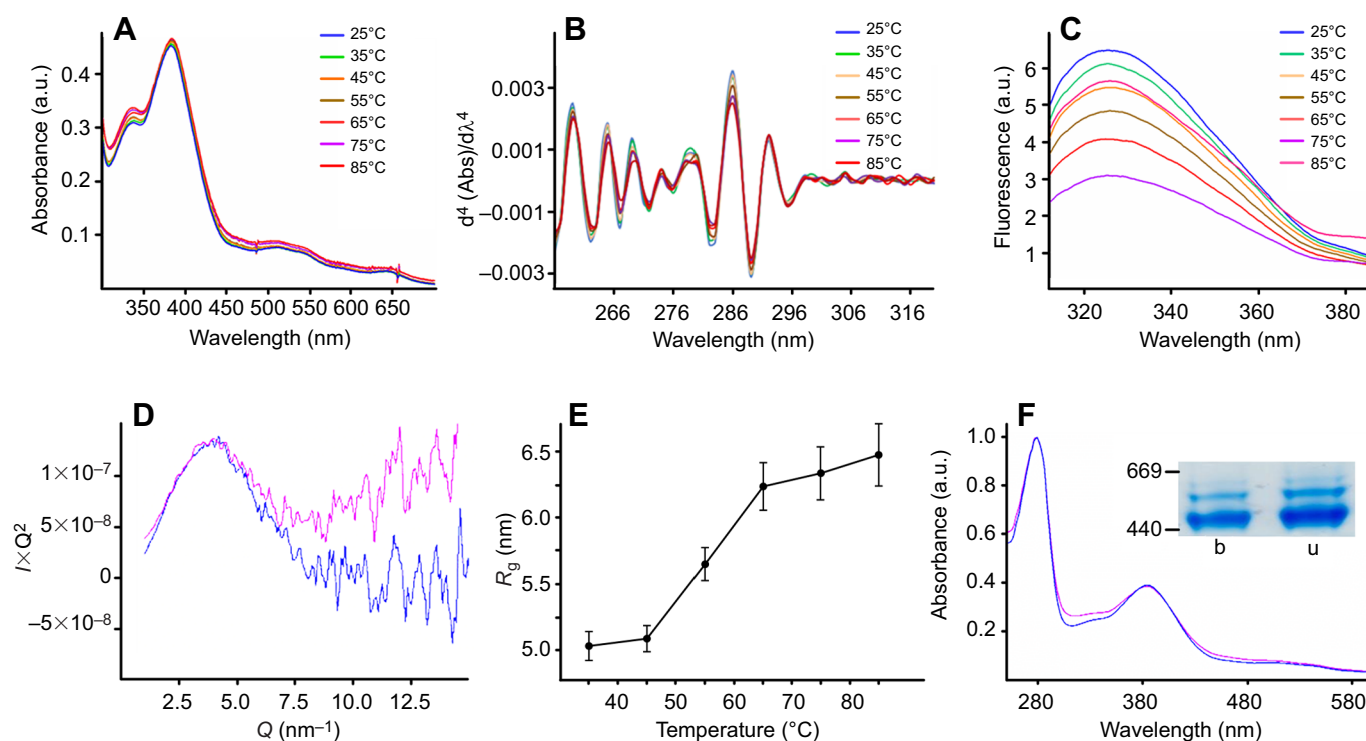 A
Absorbance (a.u.)
0.4
0.3
0.2
0.1
350 400 450 500 550 600 650
Wavelength (nm)
25°C
35°C
45°C
55°C
65°C
75°C
85°C
B
d⁴ (Abs)/dλ⁴
0.003
0.001
−0.001
−0.003
266 276 286 296 306 316
Wavelength (nm)
25°C
35°C
45°C
55°C
65°C
75°C
85°C
C
Fluorescence (a.u.)
6
5
4
3
2
1
320 340 360 380
Wavelength (nm)
25°C
35°C
45°C
55°C
65°C
75°C
85°C
D
I×Q²
1×10⁻⁷
5×10⁻⁸
0
−5×10⁻⁸
2.5 5.0 7.5 10.0 12.5
Q (nm⁻¹)
E
Rg (nm)
6.5
6.0
5.5
5.0
40 50 60 70 80
Temperature (°C)
F
Absorbance (a.u.)
1.0
0.8
0.6
0.4
0.2
280 380 480 580
Wavelength (nm)
669
440
b u